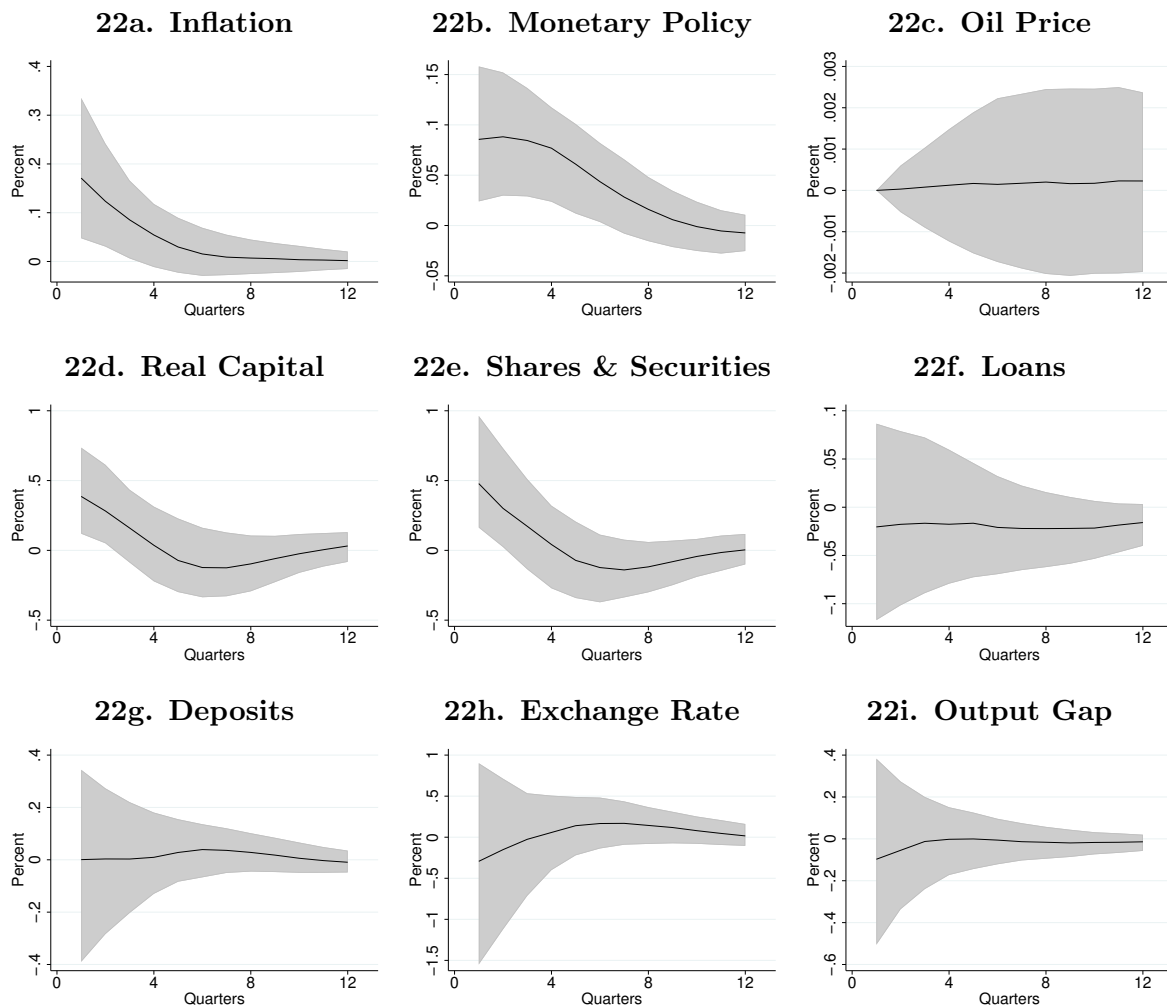 22a. Inflation
22b. Monetary Policy
22c. Oil Price
Percent
0 .1 .2 .3 .4
0 4 8 12
Quarters
Percent
-.05 0 .05 .1 .15
0 4 8 12
Quarters
Percent
-.002 -.001 0 .001 .002 .003
0 4 8 12
Quarters
22d. Real Capital
22e. Shares & Securities
22f. Loans
Percent
-.5 0 .5 1
0 4 8 12
Quarters
Percent
-.5 0 .5 1
0 4 8 12
Quarters
Percent
-.1 -.05 0 .05 .1
0 4 8 12
Quarters
22g. Deposits
22h. Exchange Rate
22i. Output Gap
Percent
-.4 -.2 0 .2 .4
0 4 8 12
Quarters
Percent
-1.5 -1 -.5 0 .5 1
0 4 8 12
Quarters
Percent
-.6 -.4 -.2 0 .2 .4
0 4 8 12
Quarters